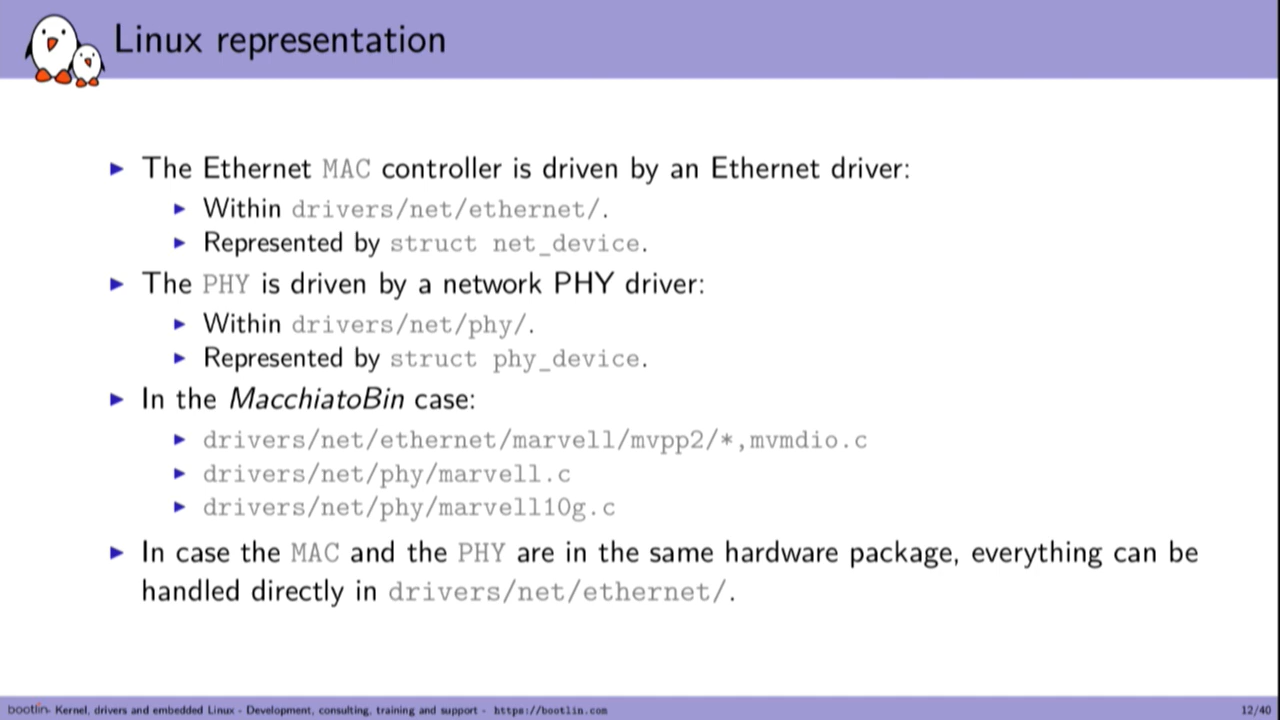 Linux representation
The Ethernet MAC controller is driven by an Ethernet driver:
Within drivers/net/ethernet/.
Represented by struct net_device.
The PHY is driven by a network PHY driver:
Within drivers/net/phy/.
Represented by struct phy_device.
In the MacchiatoBin case:
drivers/net/ethernet/marvell/mvpp2/*,mvmdio.c
drivers/net/phy/marvell.c
drivers/net/phy/marvell10g.c
In case the MAC and the PHY are in the same hardware package, everything can be
handled directly in drivers/net/ethernet/.
bootlin - Kernel, drivers and embedded Linux - Development, consulting, training and support - https://bootlin.com 12/40